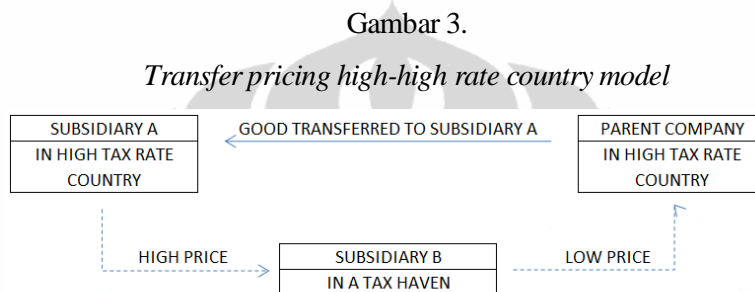 Gambar 3.
Transfer pricing high-high rate country model
SUBSIDIARY A
IN HIGH TAX RATE
COUNTRY
GOOD TRANSFERRED TO SUBSIDIARY A
PARENT COMPANY
IN HIGH TAX RATE
COUNTRY
HIGH PRICE
SUBSIDIARY B
IN A TAX HAVEN
LOW PRICE